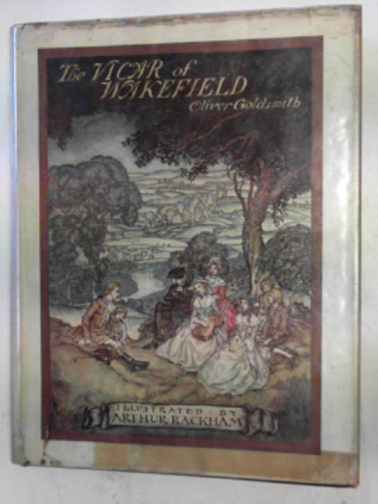 The VICAR of
WAKEFIELD
Oliver Goldsmith
ILLUSTRATED · BY
ARTHUR RACKHAM